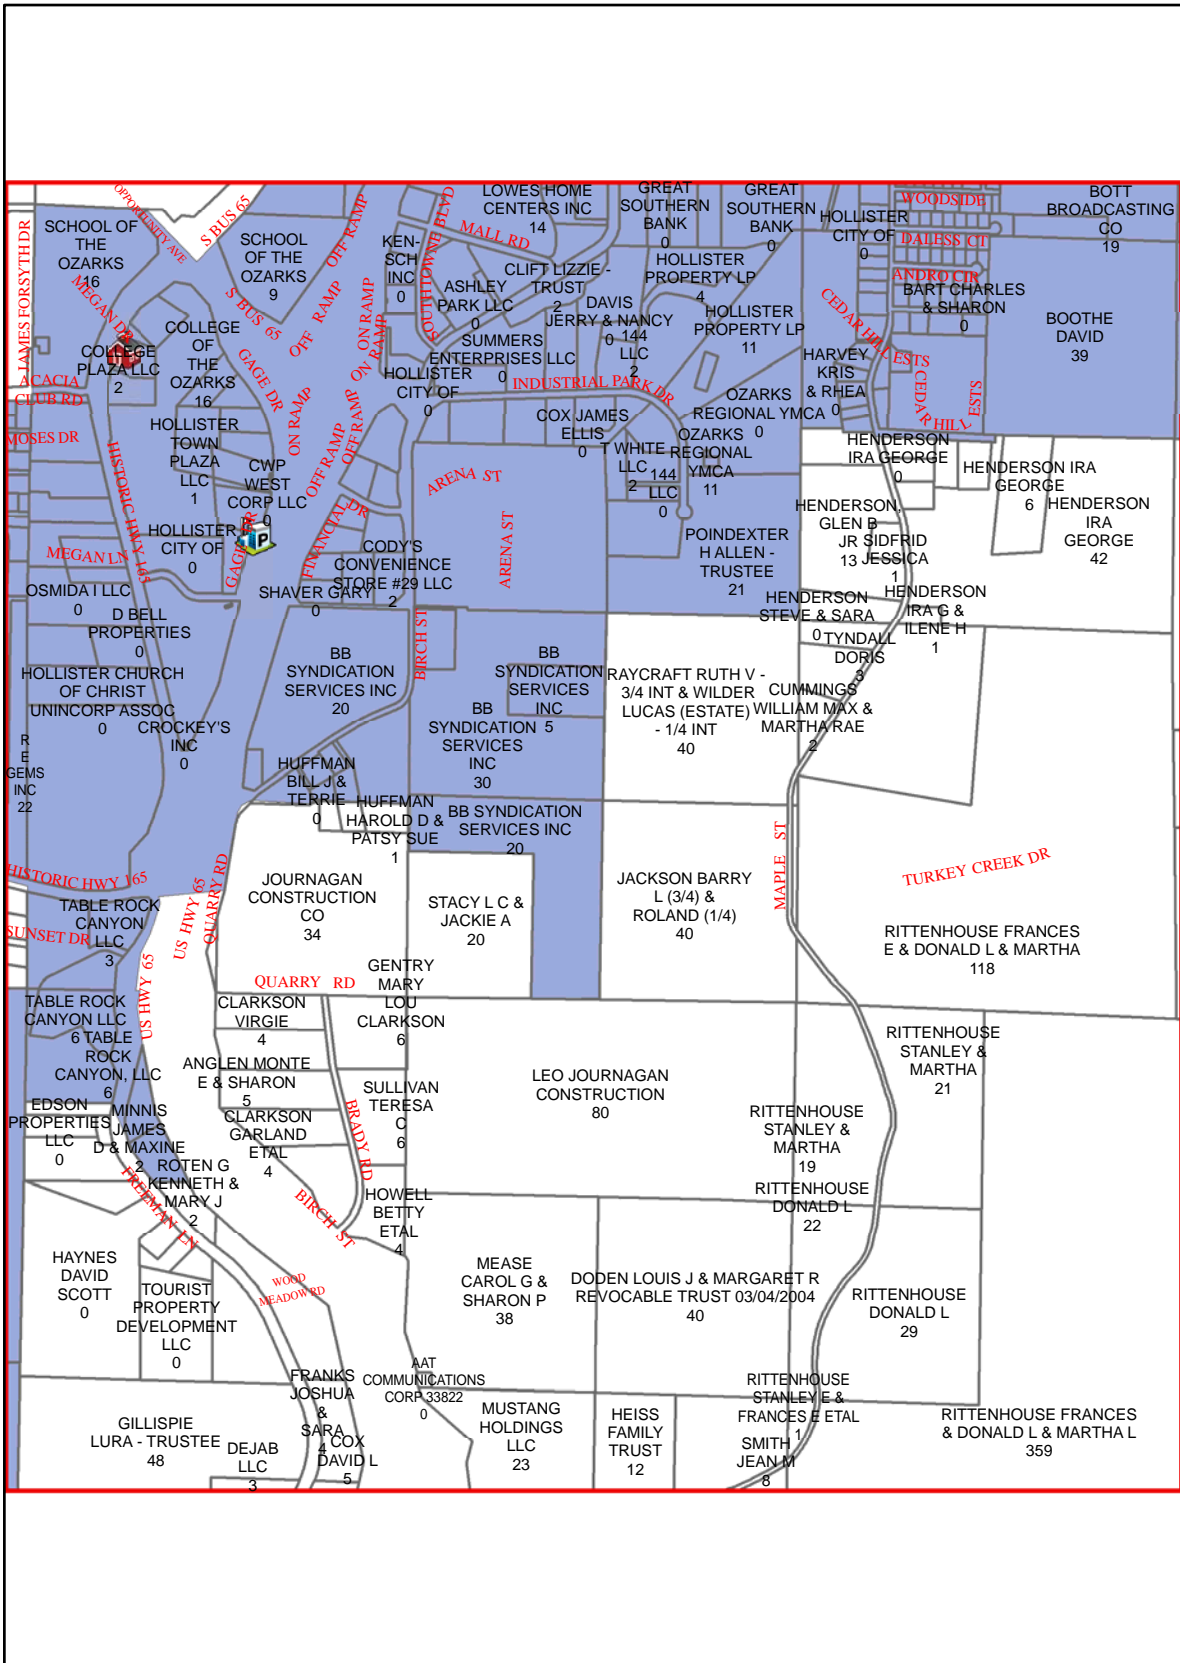 LOWES HOME
CENTERS INC
14
GREAT
SOUTHERN
BANK
0
GREAT
SOUTHERN
BANK
0
HOLLISTER
CITY OF
0
WOODSIDE
BOTT
BROADCASTING
CO
19
OPPORTUNITY AVE
S BUS 65
OFF RAMP
SOUTHTOWNE BLVD
MALL RD
DALESS CT
JAMES FORSYTH DR
SCHOOL OF
THE
OZARKS
16
SCHOOL
OF THE
OZARKS
9
KEN-
SCH
INC
0
ASHLEY
PARK LLC
0
CLIFT LIZZIE -
TRUST
2
HOLLISTER
PROPERTY LP
4
ANDRO CIR
BART CHARLES
& SHARON
0
BOOTHE
DAVID
39
MEGAN DR
S BUS 65
OFF RAMP
ON RAMP
ON RAMP
DAVIS
JERRY & NANCY
0
144
LLC
2
HOLLISTER
PROPERTY LP
11
CEDAR HILL ESTS
COLLEGE
PLAZA LLC
2
COLLEGE
OF
THE
OZARKS
16
GAGE DR
SUMMERS
ENTERPRISES LLC
0
HOLLISTER
CITY OF
0
INDUSTRIAL PARK DR
HARVEY
KRIS
& RHEA
0
CEDAR HILL ESTS
ACACIA
CLUB RD
MOSES DR
HISTORIC HWY 165
HOLLISTER
TOWN
PLAZA
LLC
1
ON RAMP
OFF RAMP
OFF RAMP
COX JAMES
ELLIS
0
OZARKS
REGIONAL YMCA
0
T WHITE
LLC
2
144
LLC
0
OZARKS
REGIONAL
YMCA
11
HENDERSON
IRA GEORGE
0
HENDERSON IRA
GEORGE
6
HENDERSON
IRA
GEORGE
42
CWP
WEST
CORP LLC
0
ARENA ST
ARENA ST
HENDERSON,
GLEN B
JR
13
SIDFRID
JESSICA
1
HOLLISTER
CITY OF
0
P
FINANCIAL DR
CODY'S
CONVENIENCE
STORE #29 LLC
2
POINDEXTER
H ALLEN -
TRUSTEE
21
MEGAN LN
OSMIDA I LLC
0
SHAVER GARY
0
HENDERSON
STEVE & SARA
0
HENDERSON
IRA G &
ILENE H
1
D BELL
PROPERTIES
0
BIRCH ST
TYNDALL
DORIS
3
HOLLISTER CHURCH
OF CHRIST
UNINCORP ASSOC
0
BB
SYNDICATION
SERVICES INC
20
BB
SYNDICATION
SERVICES
INC
5
RAYCRAFT RUTH V -
3/4 INT & WILDER
LUCAS (ESTATE)
- 1/4 INT
40
CUMMINGS
WILLIAM MAX &
MARTHA RAE
2
CROCKEY'S
INC
0
BB
SYNDICATION
SERVICES
INC
30
R
E
GEMS
INC
22
HUFFMAN
BILL J &
TERRIE
0
HUFFMAN
HAROLD D &
PATSY SUE
1
BB SYNDICATION
SERVICES INC
20
MAPLE ST
HISTORIC HWY 165
QUARRY RD
US HWY 65
TURKEY CREEK DR
TABLE ROCK
CANYON
LLC
3
JOURNAGAN
CONSTRUCTION
CO
34
STACY L C &
JACKIE A
20
JACKSON BARRY
L (3/4) &
ROLAND (1/4)
40
RITTENHOUSE FRANCES
E & DONALD L & MARTHA
118
SUNSET DR
US HWY 65
QUARRY RD
TABLE ROCK
CANYON LLC
6
TABLE
ROCK
CANYON, LLC
6
CLARKSON
VIRGIE
4
GENTRY
MARY
LOU
CLARKSON
6
RITTENHOUSE
STANLEY &
MARTHA
21
ANGLEN MONTE
E & SHARON
5
SULLIVAN
TERESA
C
6
LEO JOURNAGAN
CONSTRUCTION
80
EDSON
PROPERTIES
LLC
0
MINNIS
JAMES
D & MAXINE
2
CLARKSON
GARLAND
ETAL
4
BRADY RD
RITTENHOUSE
STANLEY &
MARTHA
19
FREEMAN LN
ROTEN G
KENNETH &
MARY J
2
BIRCH ST
HOWELL
BETTY
ETAL
4
RITTENHOUSE
DONALD L
22
HAYNES
DAVID
SCOTT
0
TOURIST
PROPERTY
DEVELOPMENT
LLC
0
WOOD
MEADOW RD
MEASE
CAROL G &
SHARON P
38
DODEN LOUIS J & MARGARET R
REVOCABLE TRUST 03/04/2004
40
RITTENHOUSE
DONALD L
29
FRANKS
JOSHUA
&
SARA
4
AAT
COMMUNICATIONS
CORP 33822
0
RITTENHOUSE
STANLEY E &
FRANCES E ETAL
1
GILLISPIE
LURA - TRUSTEE
48
DEJAB
LLC
3
COX
DAVID L
5
MUSTANG
HOLDINGS
LLC
23
HEISS
FAMILY
TRUST
12
SMITH
JEAN M
8
RITTENHOUSE FRANCES
& DONALD L & MARTHA L
359